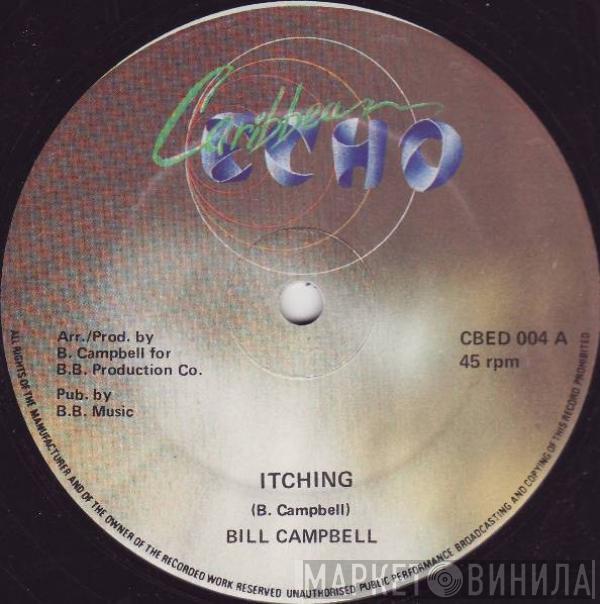 Caribbean
ECHO
Arr./Prod. by
B. Campbell for
B.B. Production Co.
Pub. by
B.B. Music
CBED 004 A
45 rpm
ITCHING
(B. Campbell)
BILL CAMPBELL
ALL RIGHTS OF THE MANUFACTURER AND OF THE OWNER OF THE RECORDED WORK RESERVED UNAUTHORISED PUBLIC PERFORMANCE BROADCASTING AND COPYING OF THIS RECORD PROHIBITED
МАРКЕТ ВИНИЛА